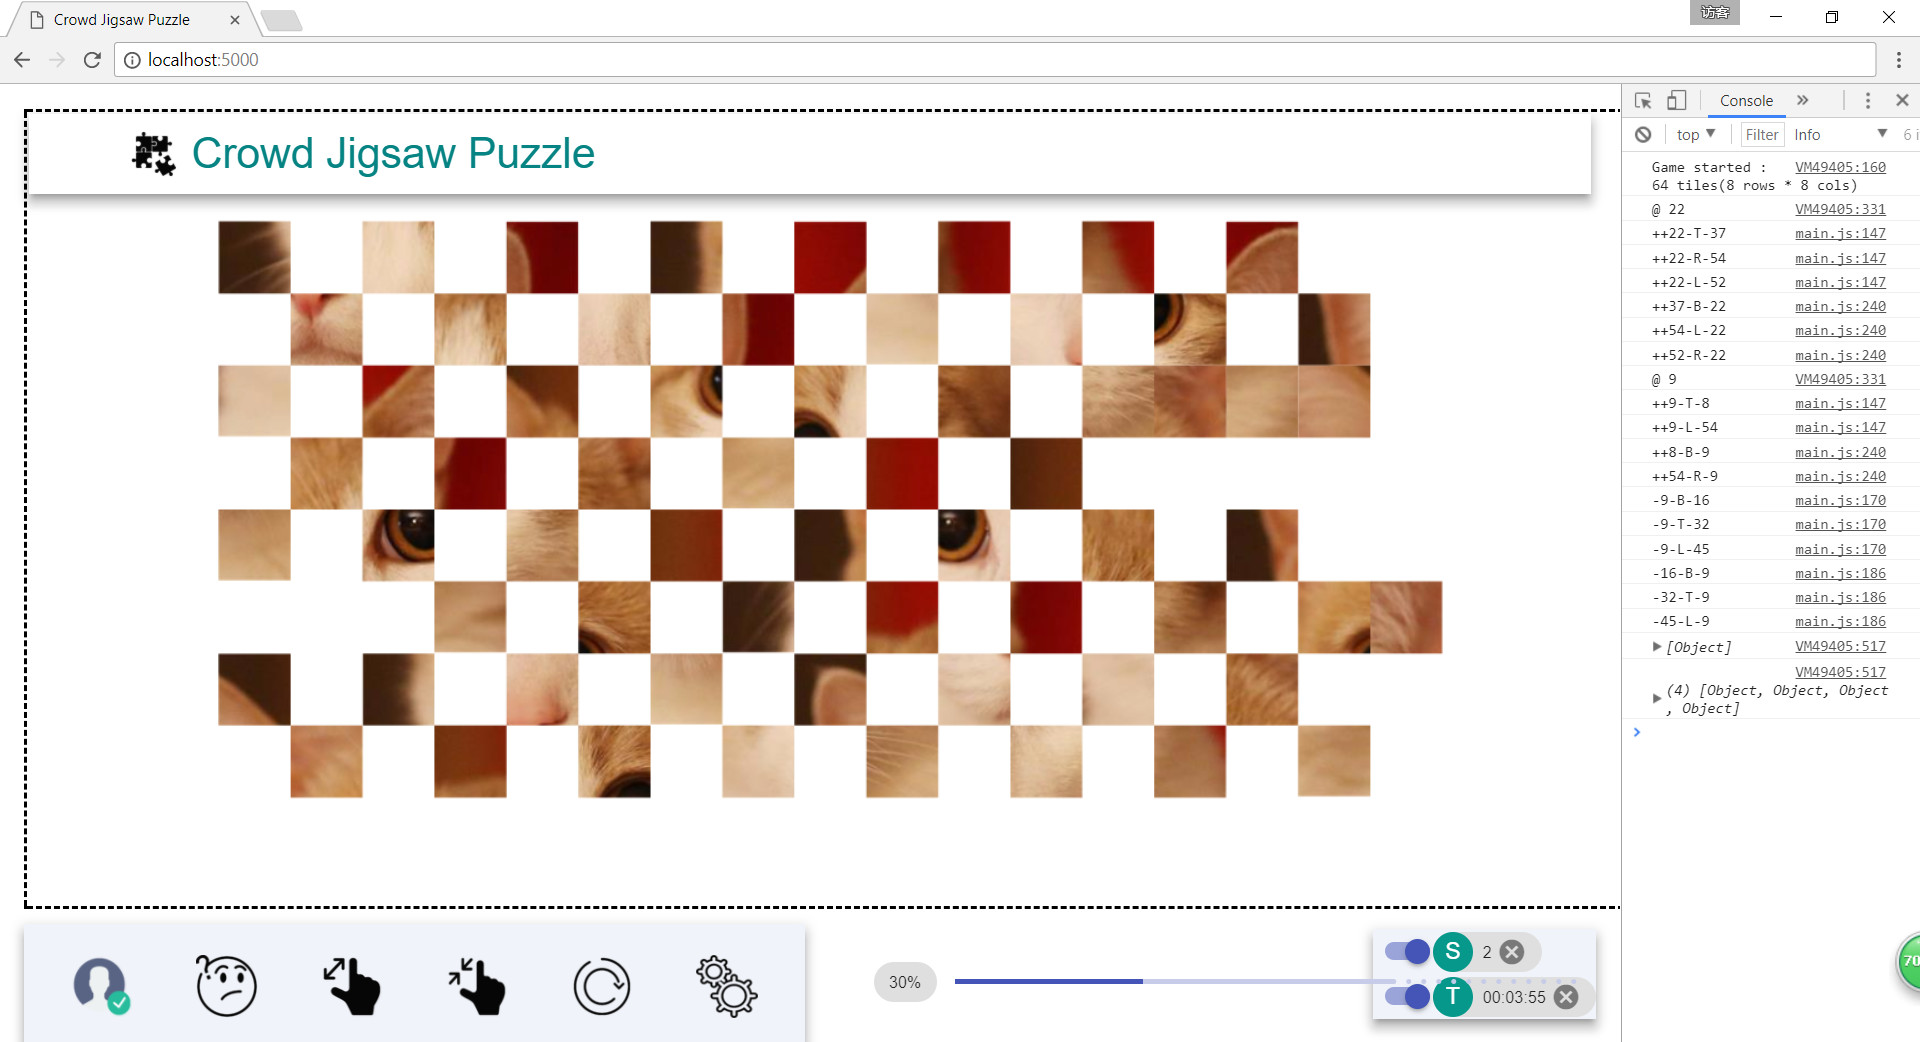 Crowd Jigsaw Puzzle
访客
localhost:5000
Crowd Jigsaw Puzzle
Console
top
Filter
Info
6 i
Game started : VM49405:160
64 tiles(8 rows * 8 cols)
@ 22 VM49405:331
++22-T-37 main.js:147
++22-R-54 main.js:147
++22-L-52 main.js:147
++37-B-22 main.js:240
++54-L-22 main.js:240
++52-R-22 main.js:240
@ 9 VM49405:331
++9-T-8 main.js:147
++9-L-54 main.js:147
++8-B-9 main.js:240
++54-R-9 main.js:240
-9-B-16 main.js:170
-9-T-32 main.js:170
-9-L-45 main.js:170
-16-B-9 main.js:186
-32-T-9 main.js:186
-45-L-9 main.js:186
[Object] VM49405:517
VM49405:517
(4) [Object, Object, Object
, Object]
30%
S 2
T 00:03:55
70